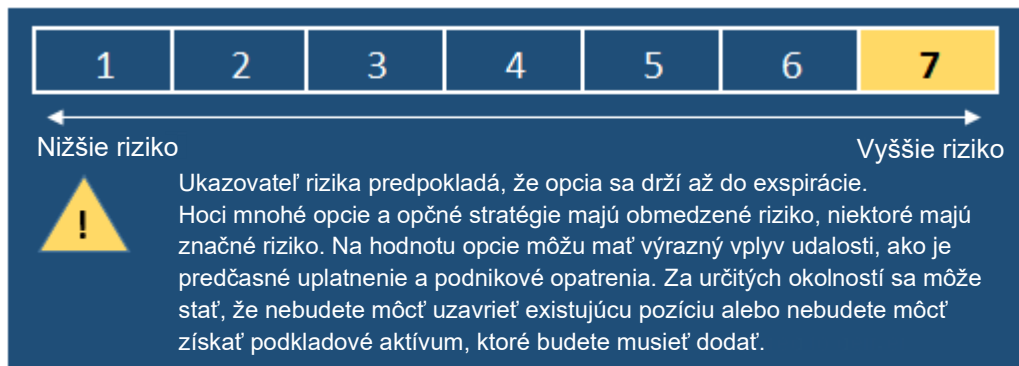 1 2 3 4 5 6 7
Nižšie riziko Vyššie riziko
! Ukazovateľ rizika predpokladá, že opcia sa drží až do exspirácie.
Hoci mnohé opcie a opčné stratégie majú obmedzené riziko, niektoré majú
značné riziko. Na hodnotu opcie môžu mať výrazný vplyv udalosti, ako je
predčasné uplatnenie a podnikové opatrenia. Za určitých okolností sa môže
stať, že nebudete môcť uzavrieť existujúcu pozíciu alebo nebudete môcť
získať podkladové aktívum, ktoré budete musieť dodať.